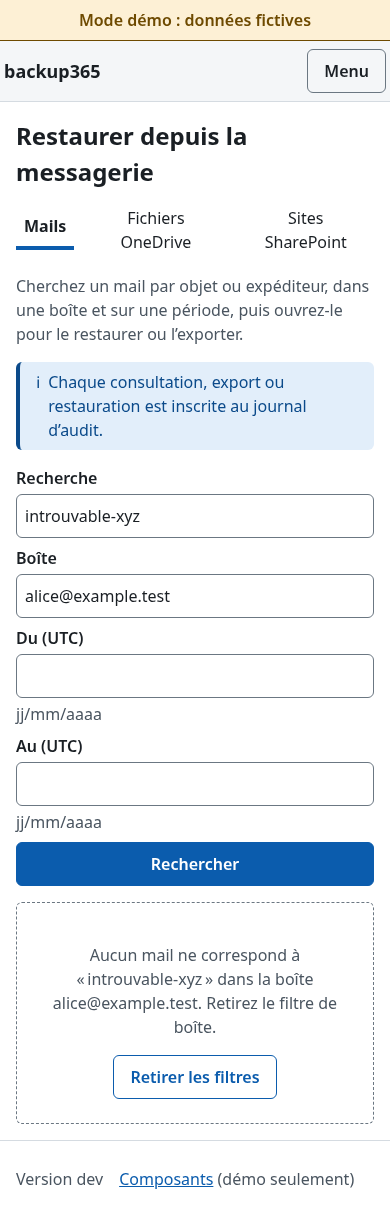 Mode démo : données fictives
backup365
Menu
Restaurer depuis la
messagerie
Mails
Fichiers
OneDrive
Sites
SharePoint
Cherchez un mail par objet ou expéditeur, dans
une boîte et sur une période, puis ouvrez-le
pour le restaurer ou l’exporter.
i Chaque consultation, export ou
restauration est inscrite au journal
d’audit.
Recherche
introuvable-xyz
Boîte
alice@example.test
Du (UTC)
jj/mm/aaaa
Au (UTC)
jj/mm/aaaa
Rechercher
Aucun mail ne correspond à
« introuvable-xyz » dans la boîte
alice@example.test. Retirez le filtre de
boîte.
Retirer les filtres
Version dev Composants (démo seulement)